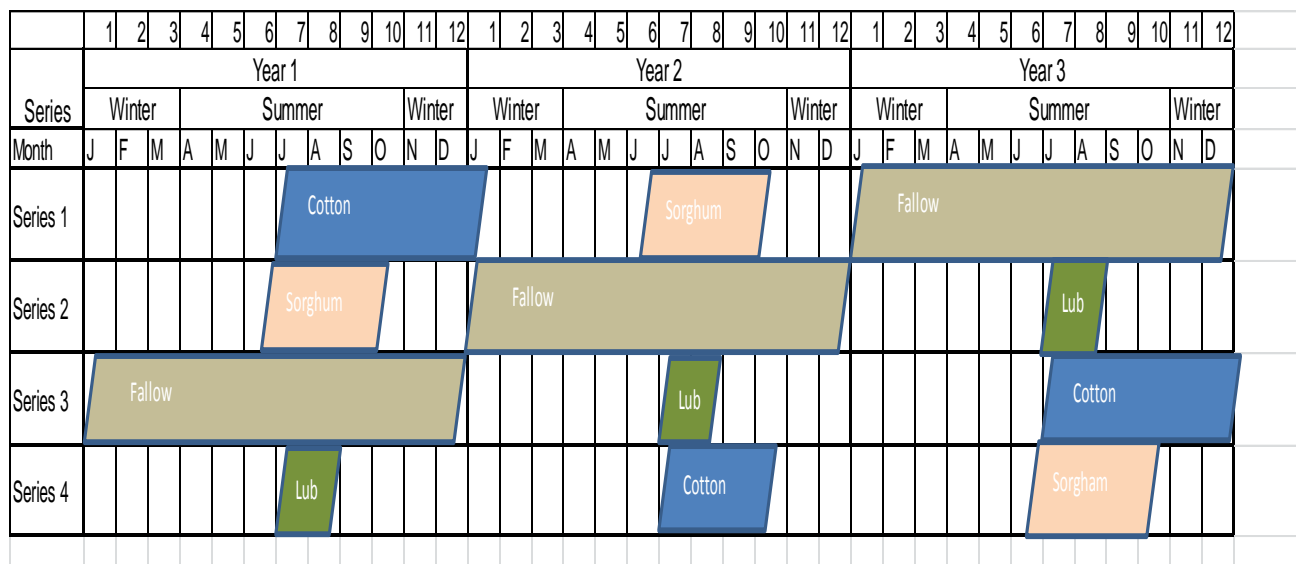 1 2 3 4 5 6 7 8 9 10 11 12 1 2 3 4 5 6 7 8 9 10 11 12 1 2 3 4 5 6 7 8 9 10 11 12
Year 1 Year 2 Year 3
Series Winter Summer Winter Winter Summer Winter Winter Summer Winter
Month J F M A M J J A S O N D J F M A M J J A S O N D J F M A M J J A S O N D
Series 1 Cotton Sorghum Fallow
Series 2 Sorghum Fallow Lub
Series 3 Fallow Lub Cotton
Series 4 Lub Cotton Sorgham